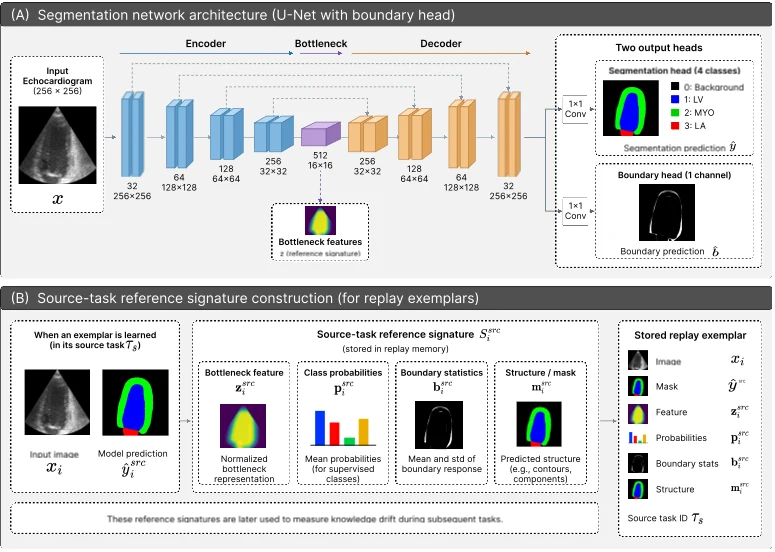 (A) Segmentation network architecture (U-Net with boundary head)
Encoder
Bottleneck
Decoder
Input
Echocardiogram
(256 × 256)
x
32
256×256
64
128×128
128
64×64
256
32×32
512
16×16
256
32×32
128
64×64
64
128×128
32
256×256
Bottleneck features
z (reference signature)
Two output heads
1×1
Conv
Segmentation head (4 classes)
0: Background
1: LV
2: MYO
3: LA
Segmentation prediction ŷ
1×1
Conv
Boundary head (1 channel)
Boundary prediction b̂
(B) Source-task reference signature construction (for replay exemplars)
When an exemplar is learned
(in its source task τₛ)
Input image
xᵢ
Model prediction
ŷᵢˢʳᶜ
Source-task reference signature Sᵢˢʳᶜ
(stored in replay memory)
Bottleneck feature
zᵢˢʳᶜ
Normalized
bottleneck
representation
Class probabilities
pᵢˢʳᶜ
Mean probabilities
(for supervised
classes)
Boundary statistics
bᵢˢʳᶜ
Mean and std of
boundary response
Structure / mask
mᵢˢʳᶜ
Predicted structure
(e.g., contours,
components)
These reference signatures are later used to measure knowledge drift during subsequent tasks.
Stored replay exemplar
Image xᵢ
Mask ŷ ˢʳᶜ
Feature zᵢˢʳᶜ
Probabilities pᵢˢʳᶜ
Boundary stats bᵢˢʳᶜ
Structure mᵢˢʳᶜ
Source task ID τₛ